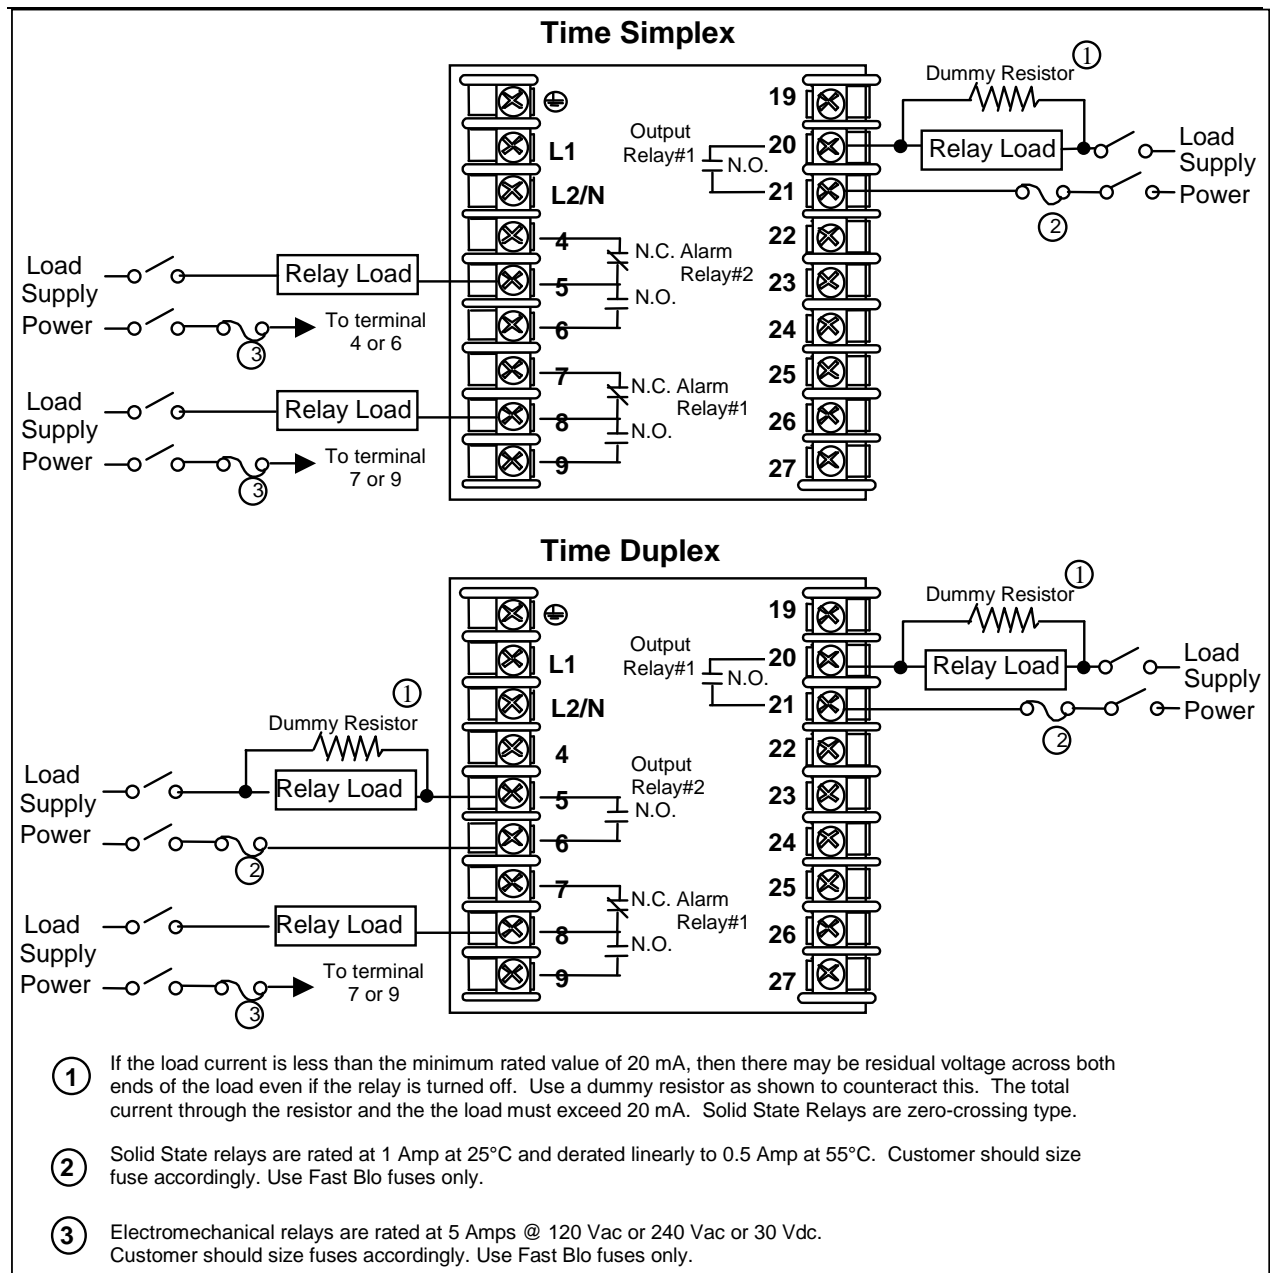 Time Simplex
Dummy Resistor 1
19
Output
Relay#1
N.O.
L1
20
Relay Load
Load
Supply
L2/N
21
Power
2
4
22
N.C. Alarm
Relay#2
Load
Supply
Relay Load
5
N.O.
23
Power
3
To terminal
4 or 6
6
24
7
25
N.C. Alarm
Relay#1
Load
Supply
Relay Load
8
N.O.
26
Power
3
To terminal
7 or 9
9
27
Time Duplex
Dummy Resistor 1
19
Output
Relay#1
N.O.
L1
20
Relay Load
Load
Supply
L2/N
21
Power
2
Dummy Resistor 1
4
22
Output
Relay#2
N.O.
Load
Supply
Relay Load
5
23
Power
2
6
24
7
25
N.C. Alarm
Relay#1
Load
Supply
Relay Load
8
N.O.
26
Power
3
To terminal
7 or 9
9
27
1 If the load current is less than the minimum rated value of 20 mA, then there may be residual voltage across both
ends of the load even if the relay is turned off. Use a dummy resistor as shown to counteract this. The total
current through the resistor and the the load must exceed 20 mA. Solid State Relays are zero-crossing type.
2 Solid State relays are rated at 1 Amp at 25°C and derated linearly to 0.5 Amp at 55°C. Customer should size
fuse accordingly. Use Fast Blo fuses only.
3 Electromechanical relays are rated at 5 Amps @ 120 Vac or 240 Vac or 30 Vdc.
Customer should size fuses accordingly. Use Fast Blo fuses only.